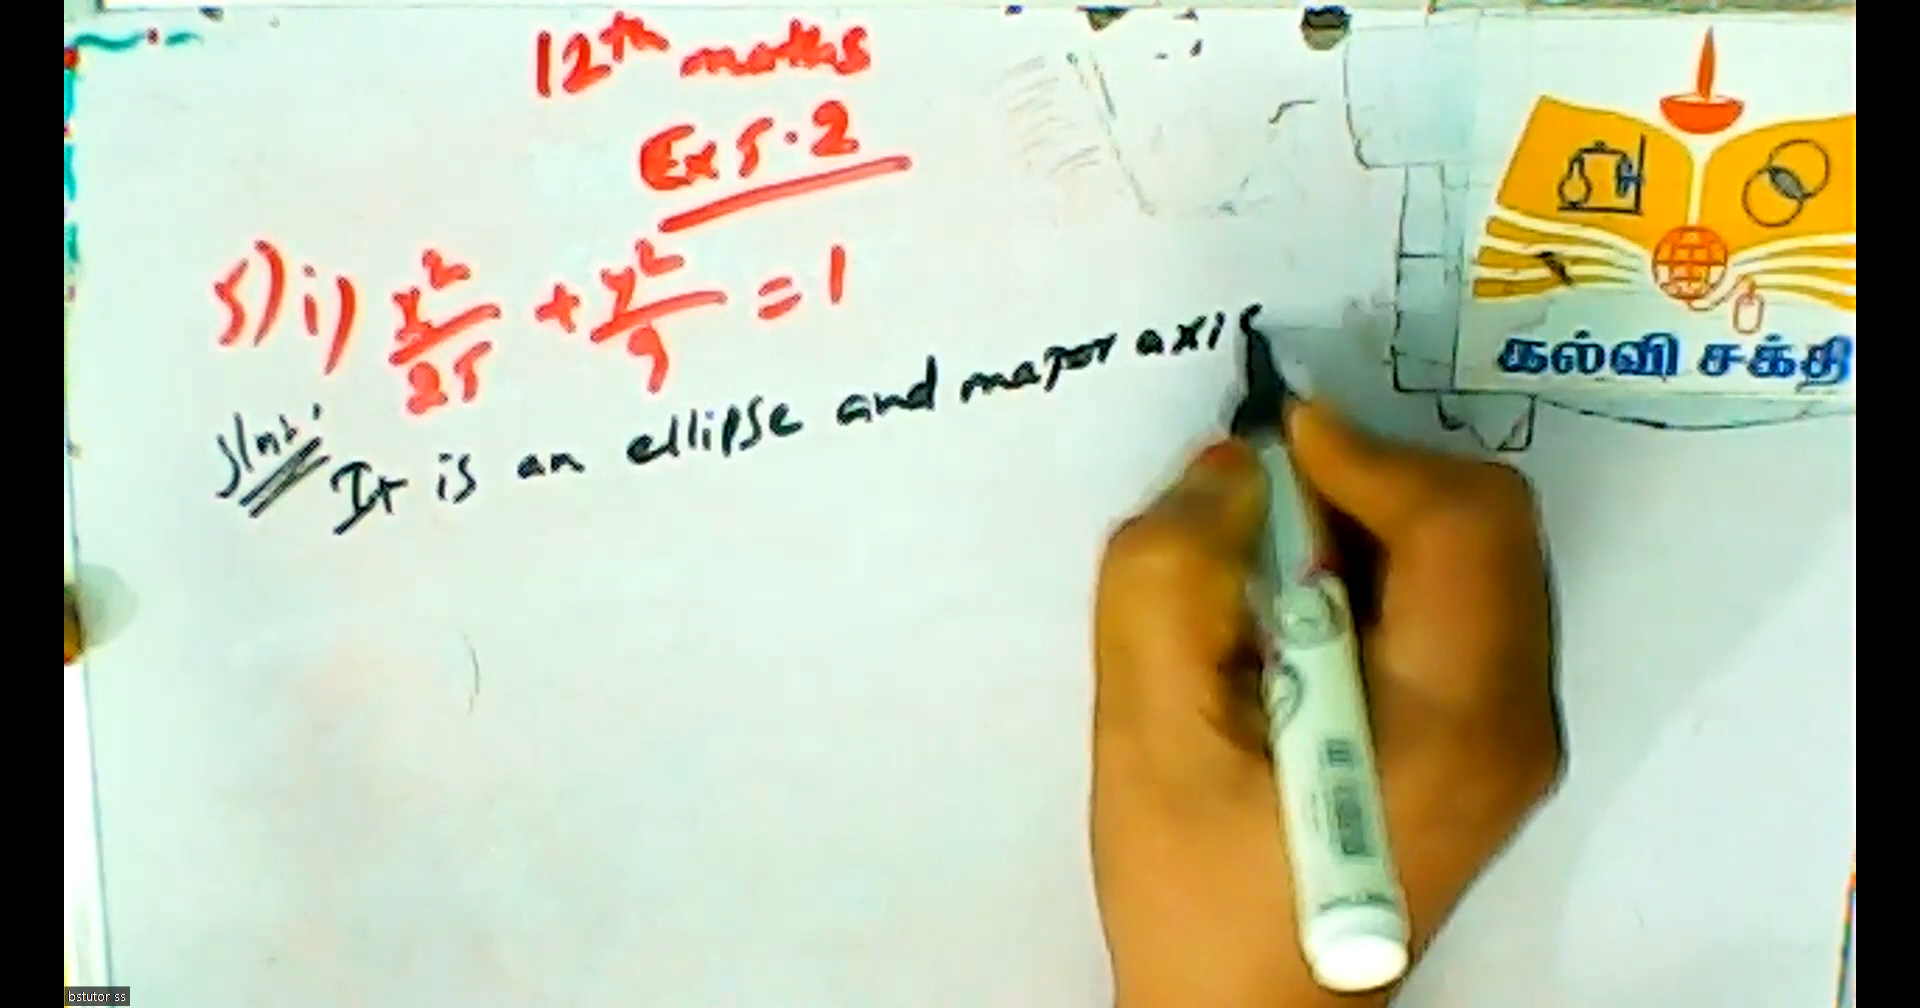 12th maths
Ex 5.2
5) i) x²/25 + y²/9 = 1
It is an ellipse and major axis
கல்வி சக்தி
bstutor ss